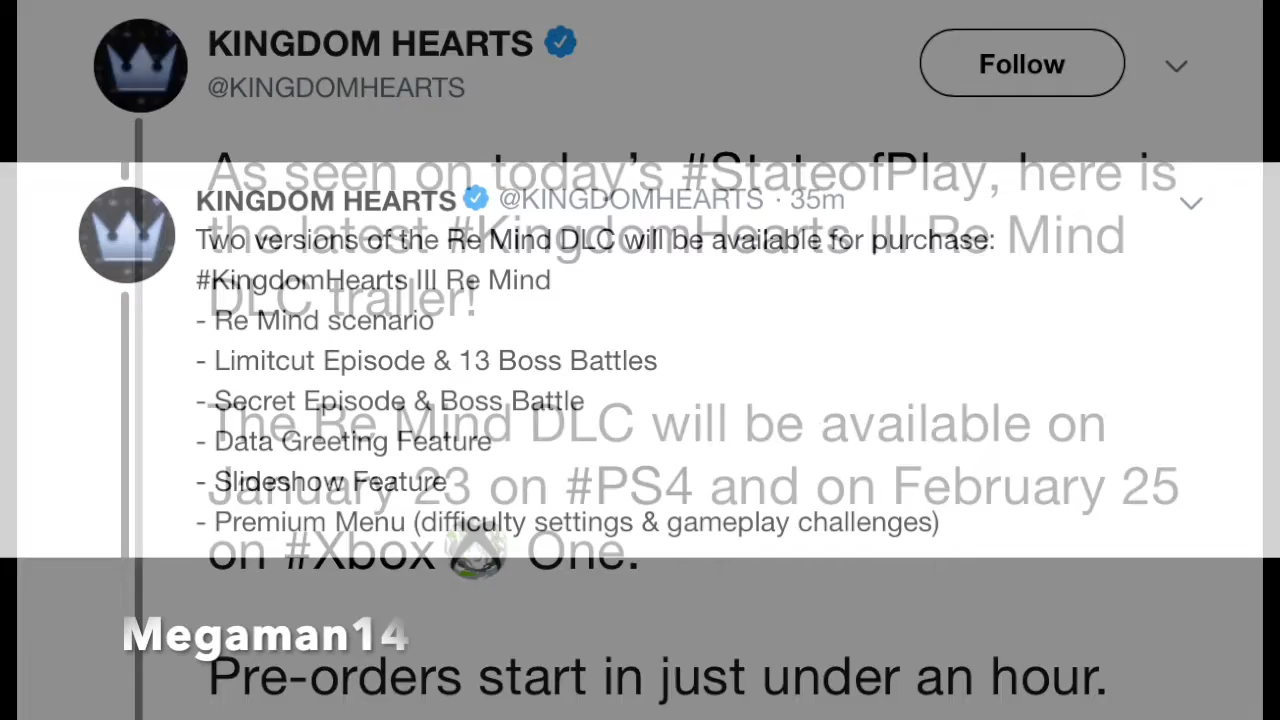 KINGDOM HEARTS
@KINGDOMHEARTS
Follow
As seen on today's #StateofPlay, here is
the latest #KingdomHearts III Re Mind
DLC trailer!
The Re Mind DLC will be available on
January 23 on #PS4 and on February 25
on #Xbox One.
Pre-orders start in just under an hour.
KINGDOM HEARTS @KINGDOMHEARTS · 35m
Two versions of the Re Mind DLC will be available for purchase:
#KingdomHearts III Re Mind
- Re Mind scenario
- Limitcut Episode & 13 Boss Battles
- Secret Episode & Boss Battle
- Data Greeting Feature
- Slideshow Feature
- Premium Menu (difficulty settings & gameplay challenges)
Megaman14